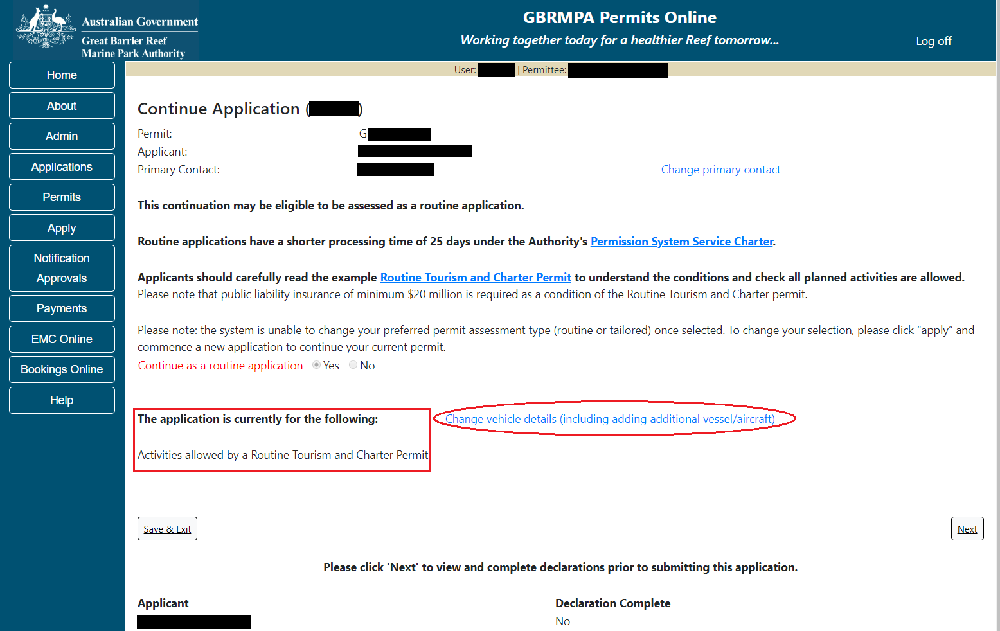 Australian Government
Great Barrier Reef
Marine Park Authority
GBRMPA Permits Online
Working together today for a healthier Reef tomorrow...
Log off
Home
About
Admin
Applications
Permits
Apply
Notification
Approvals
Payments
EMC Online
Bookings Online
Help
User: | Permittee:
Continue Application ( )
Permit: G
Applicant:
Primary Contact: Change primary contact
This continuation may be eligible to be assessed as a routine application.
Routine applications have a shorter processing time of 25 days under the Authority's Permission System Service Charter.
Applicants should carefully read the example Routine Tourism and Charter Permit to understand the conditions and check all planned activities are allowed.
Please note that public liability insurance of minimum $20 million is required as a condition of the Routine Tourism and Charter permit.
Please note: the system is unable to change your preferred permit assessment type (routine or tailored) once selected. To change your selection, please click “apply” and
commence a new application to continue your current permit.
Continue as a routine application Yes No
The application is currently for the following: Change vehicle details (including adding additional vessel/aircraft)
Activities allowed by a Routine Tourism and Charter Permit
Save & Exit Next
Please click 'Next' to view and complete declarations prior to submitting this application.
Applicant Declaration Complete
No